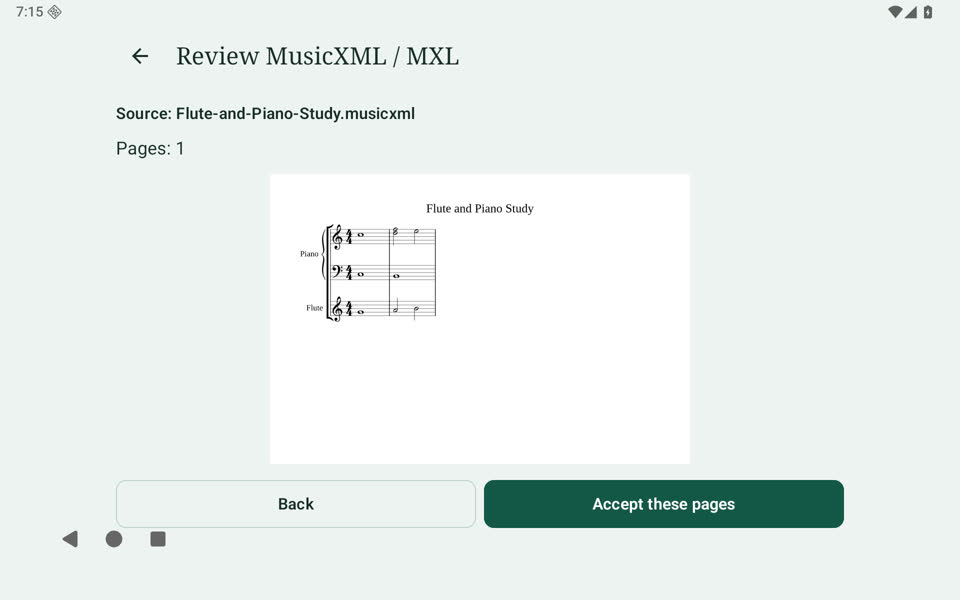 7:15
Review MusicXML / MXL
Source: Flute-and-Piano-Study.musicxml
Pages: 1
Flute and Piano Study
Piano
Flute
Back
Accept these pages